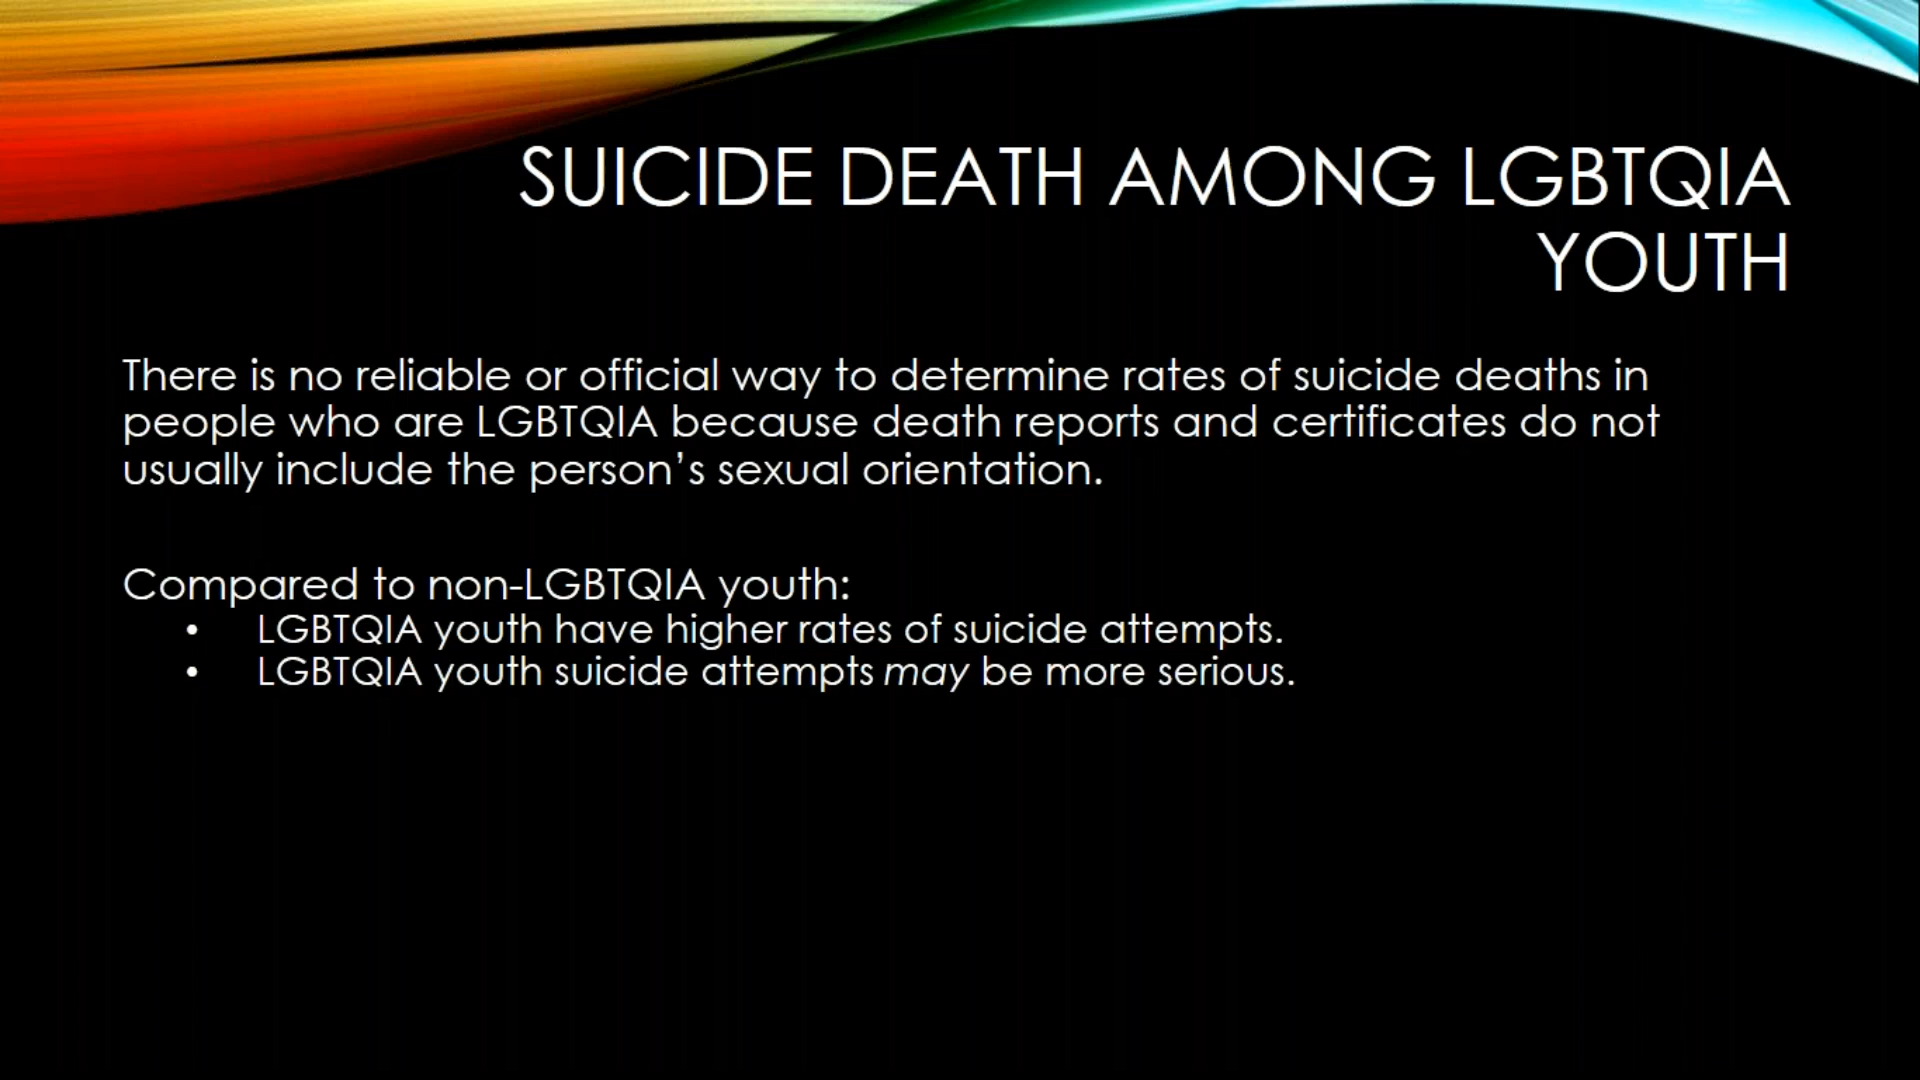 SUICIDE DEATH AMONG LGBTQIA
YOUTH
There is no reliable or official way to determine rates of suicide deaths in
people who are LGBTQIA because death reports and certificates do not
usually include the person’s sexual orientation.
Compared to non-LGBTQIA youth:
• LGBTQIA youth have higher rates of suicide attempts.
• LGBTQIA youth suicide attempts may be more serious.